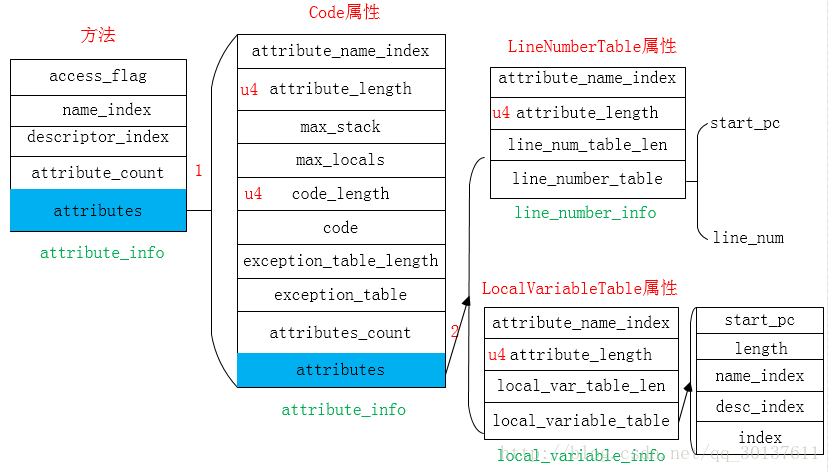 方法
access_flag
name_index
descriptor_index
attribute_count
attributes
attribute_info
1
Code属性
attribute_name_index
u4 attribute_length
max_stack
max_locals
u4 code_length
code
exception_table_length
exception_table
attributes_count
attributes
attribute_info
2
LineNumberTable属性
attribute_name_index
u4 attribute_length
line_num_table_len
line_number_table
line_number_info
start_pc
line_num
LocalVariableTable属性
attribute_name_index
u4 attribute_length
local_var_table_len
local_variable_table
local_variable_info
start_pc
length
name_index
desc_index
index
http://blog.csdn.net/qq_30137611